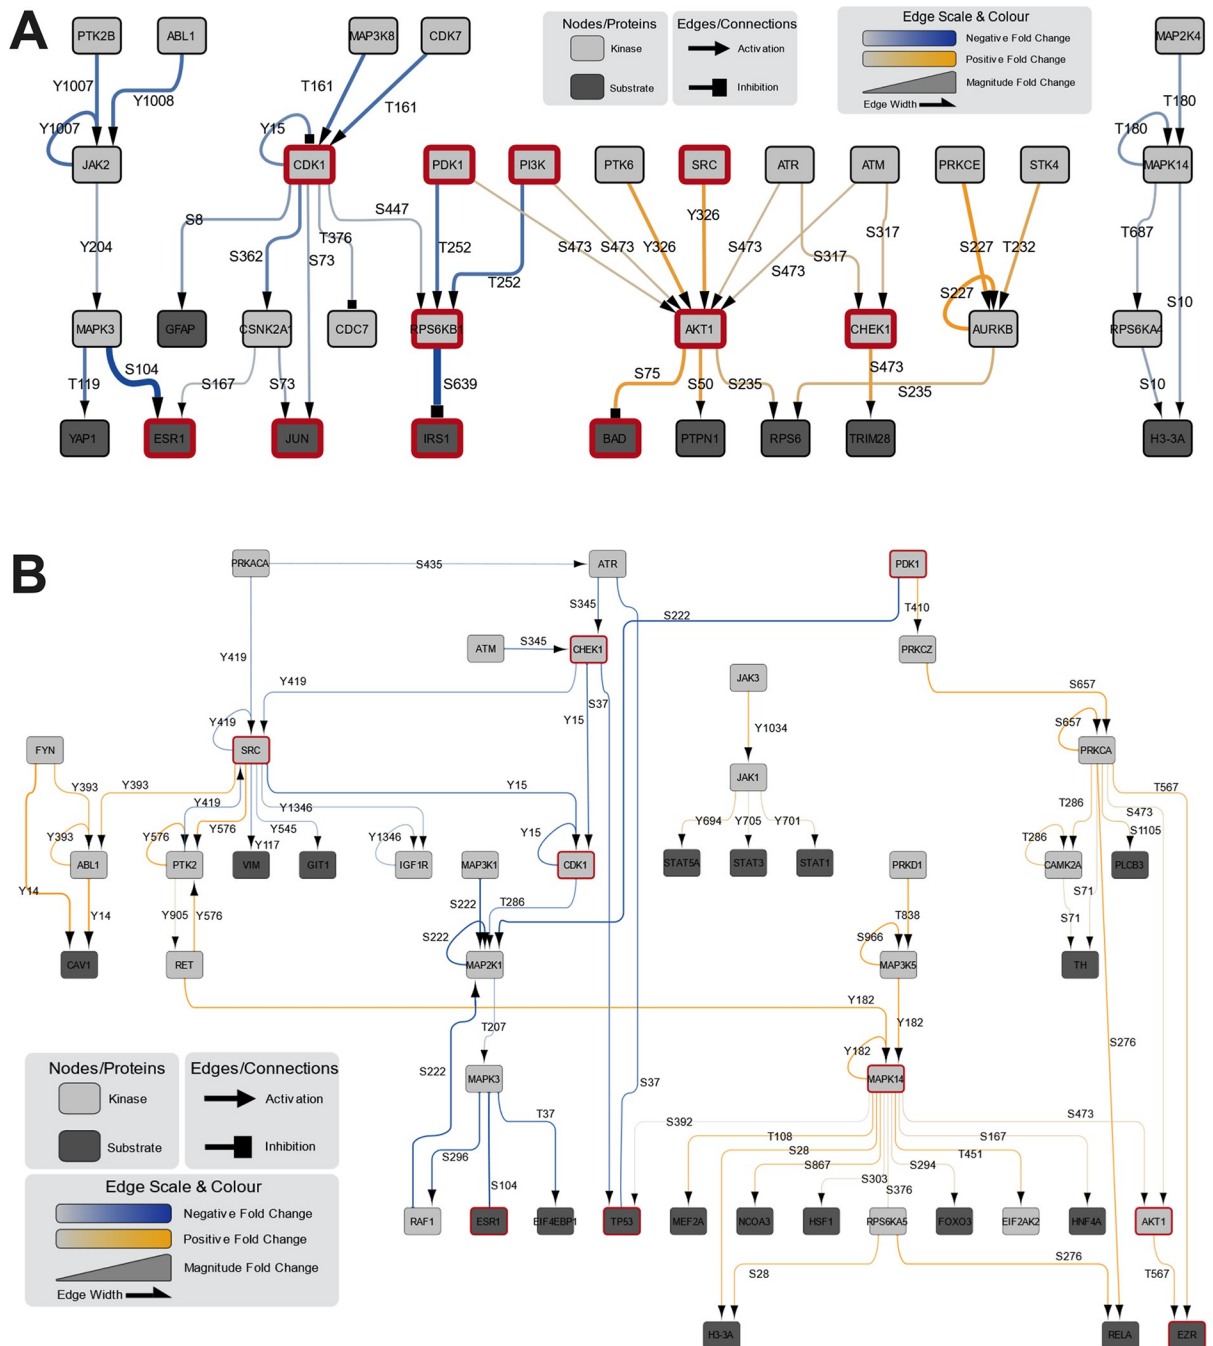 A
PTK2B
ABL1
MAP3K8
CDK7
Nodes/Proteins
Kinase
Substrate
Edges/Connections
Activation
Inhibition
Edge Scale & Colour
Negative Fold Change
Positive Fold Change
Magnitude Fold Change
Edge Width
MAP2K4
Y1007
Y1008
T161
T161
T180
Y1007
Y15
T180
JAK2
CDK1
PDK1
PI3K
PTK6
SRC
ATR
ATM
PRKCE
STK4
MAPK14
Y204
S8
S362
T376
S73
S447
T252
T252
S473
S473
Y326
Y326
S473
S473
S317
S317
S227
T232
S227
T687
S10
MAPK3
GFAP
CSNK2A1
CDC7
RPS6KB1
AKT1
CHEK1
AURKB
RPS6KA4
T119
S104
S167
S73
S639
S75
S50
S235
S473
S235
S10
YAP1
ESR1
JUN
IRS1
BAD
PTPN1
RPS6
TRIM28
H3-3A
B
PRKACA
S435
ATR
PDK1
S345
T410
S222
ATM
S345
CHEK1
PRKCZ
Y419
Y419
S37
Y15
JAK3
S657
Y1034
S657
Y419
FYN
SRC
JAK1
PRKCA
Y393
Y393
Y419
Y576
Y1346
Y545
Y117
Y15
T567
T286
S473
S1105
Y393
Y576
Y1346
Y15
Y694
Y705
Y701
T286
ABL1
PTK2
VIM
GIT1
IGF1R
MAP3K1
CDK1
STAT5A
STAT3
STAT1
PRKD1
CAMK2A
PLCB3
Y14
Y14
Y905
Y576
S222
T286
S222
T838
S966
S71
S71
CAV1
RET
MAP2K1
MAP3K5
TH
Y182
Y182
Y182
T207
S276
Nodes/Proteins
Kinase
Substrate
Edges/Connections
Activation
Inhibition
S222
MAPK3
S37
MAPK14
T37
S296
S104
S392
T108
S28
S867
S303
S376
S294
T451
S167
S473
Edge Scale & Colour
Negative Fold Change
Positive Fold Change
Magnitude Fold Change
Edge Width
RAF1
ESR1
EIF4EBP1
TP53
MEF2A
NCOA3
HSF1
RPS6KA5
FOXO3
EIF2AK2
HNF4A
AKT1
S28
S276
T567
H3-3A
RELA
EZR